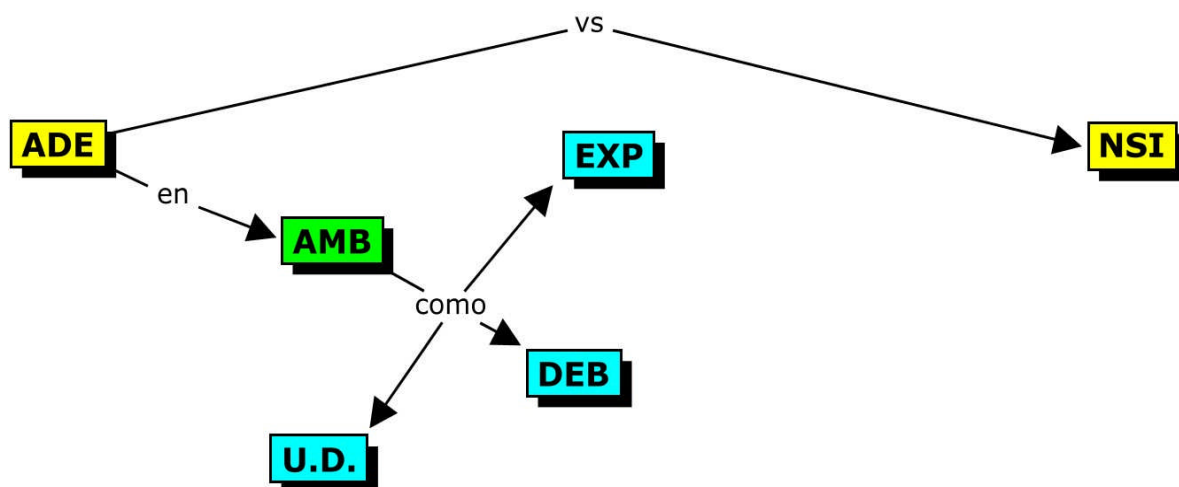 vs
ADE
EXP
NSI
en
AMB
como
DEB
U.D.